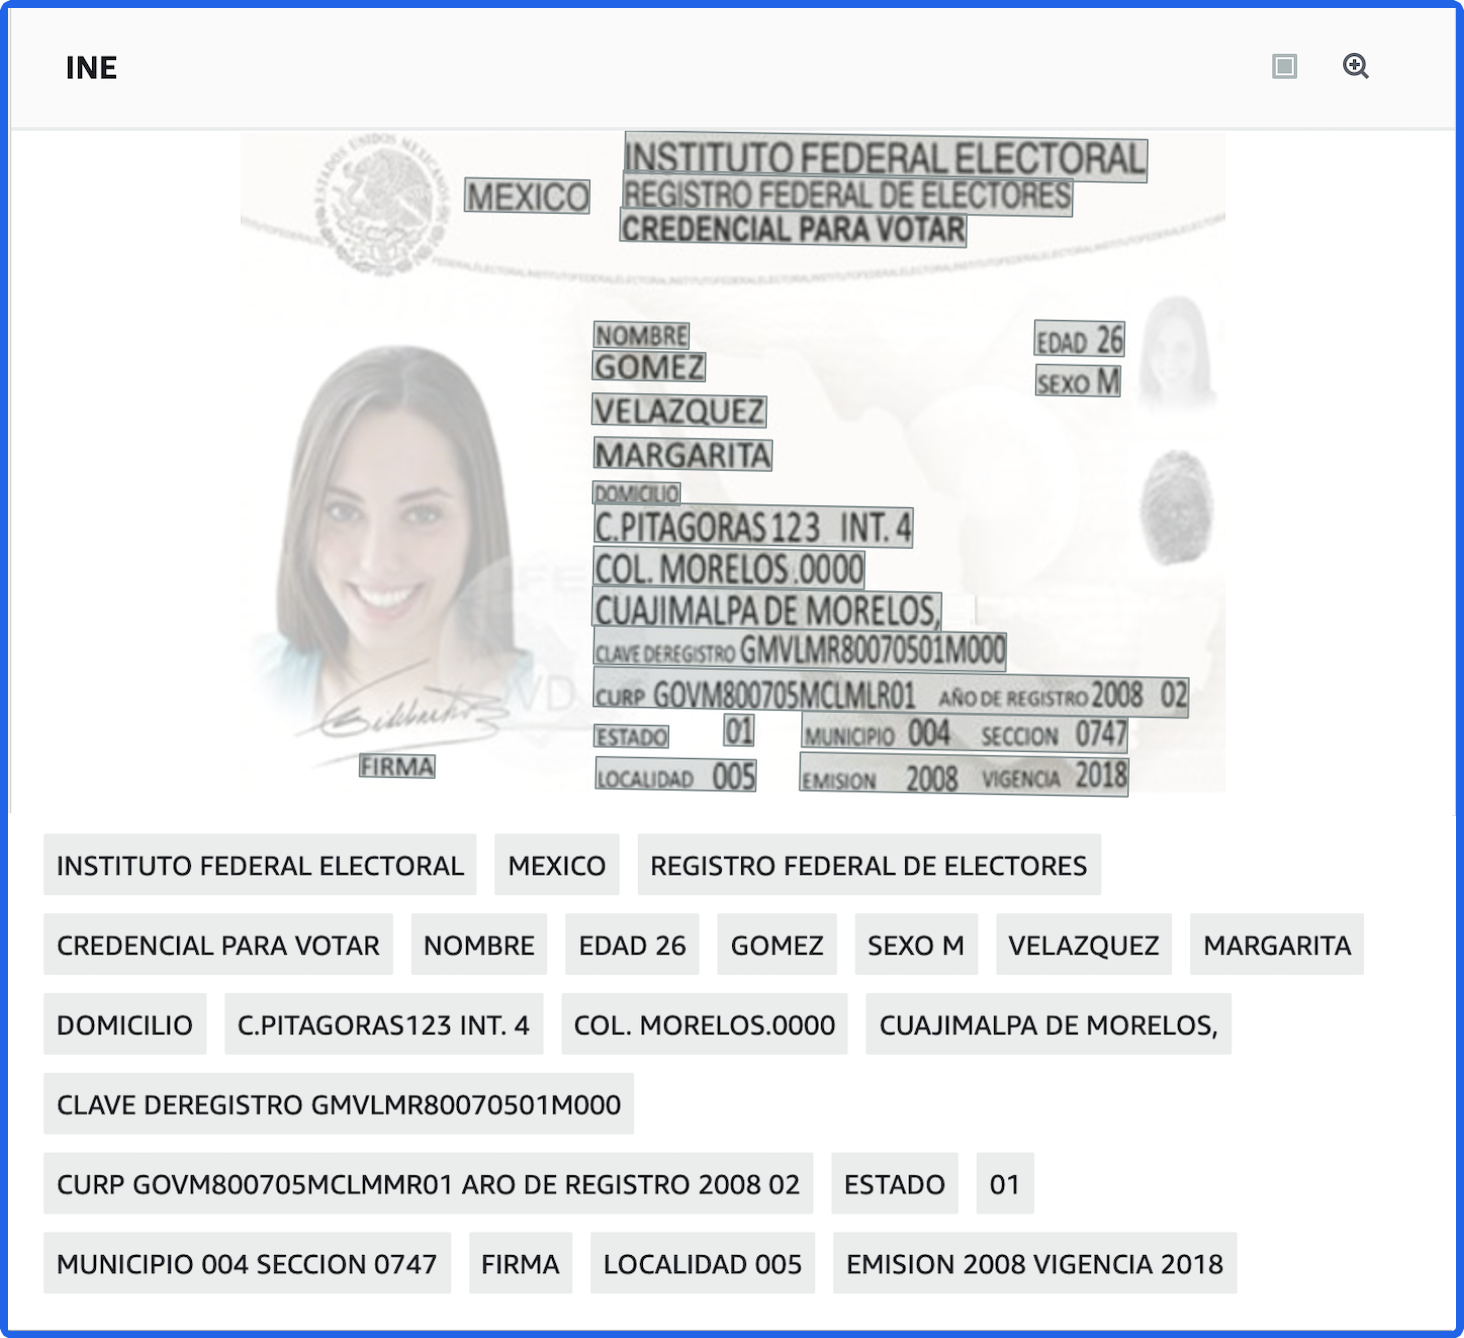 INE
ESTADOS UNIDOS MEXICANOS
MEXICO
INSTITUTO FEDERAL ELECTORAL
REGISTRO FEDERAL DE ELECTORES
CREDENCIAL PARA VOTAR
NOMBRE
EDAD 26
GOMEZ
SEXO M
VELAZQUEZ
MARGARITA
DOMICILIO
C.PITAGORAS 123 INT. 4
COL. MORELOS .0000
CUAJIMALPA DE MORELOS,
CLAVE DEREGISTRO GMVLMR80070501M000
CURP GOVM800705MCLMLR01 AÑO DE REGISTRO 2008 02
ESTADO 01 MUNICIPIO 004 SECCION 0747
FIRMA
LOCALIDAD 005 EMISION 2008 VIGENCIA 2018
INSTITUTO FEDERAL ELECTORAL MEXICO REGISTRO FEDERAL DE ELECTORES
CREDENCIAL PARA VOTAR NOMBRE EDAD 26 GOMEZ SEXO M VELAZQUEZ MARGARITA
DOMICILIO C.PITAGORAS123 INT. 4 COL. MORELOS.0000 CUAJIMALPA DE MORELOS,
CLAVE DEREGISTRO GMVLMR80070501M000
CURP GOVM800705MCLMMR01 ARO DE REGISTRO 2008 02 ESTADO 01
MUNICIPIO 004 SECCION 0747 FIRMA LOCALIDAD 005 EMISION 2008 VIGENCIA 2018